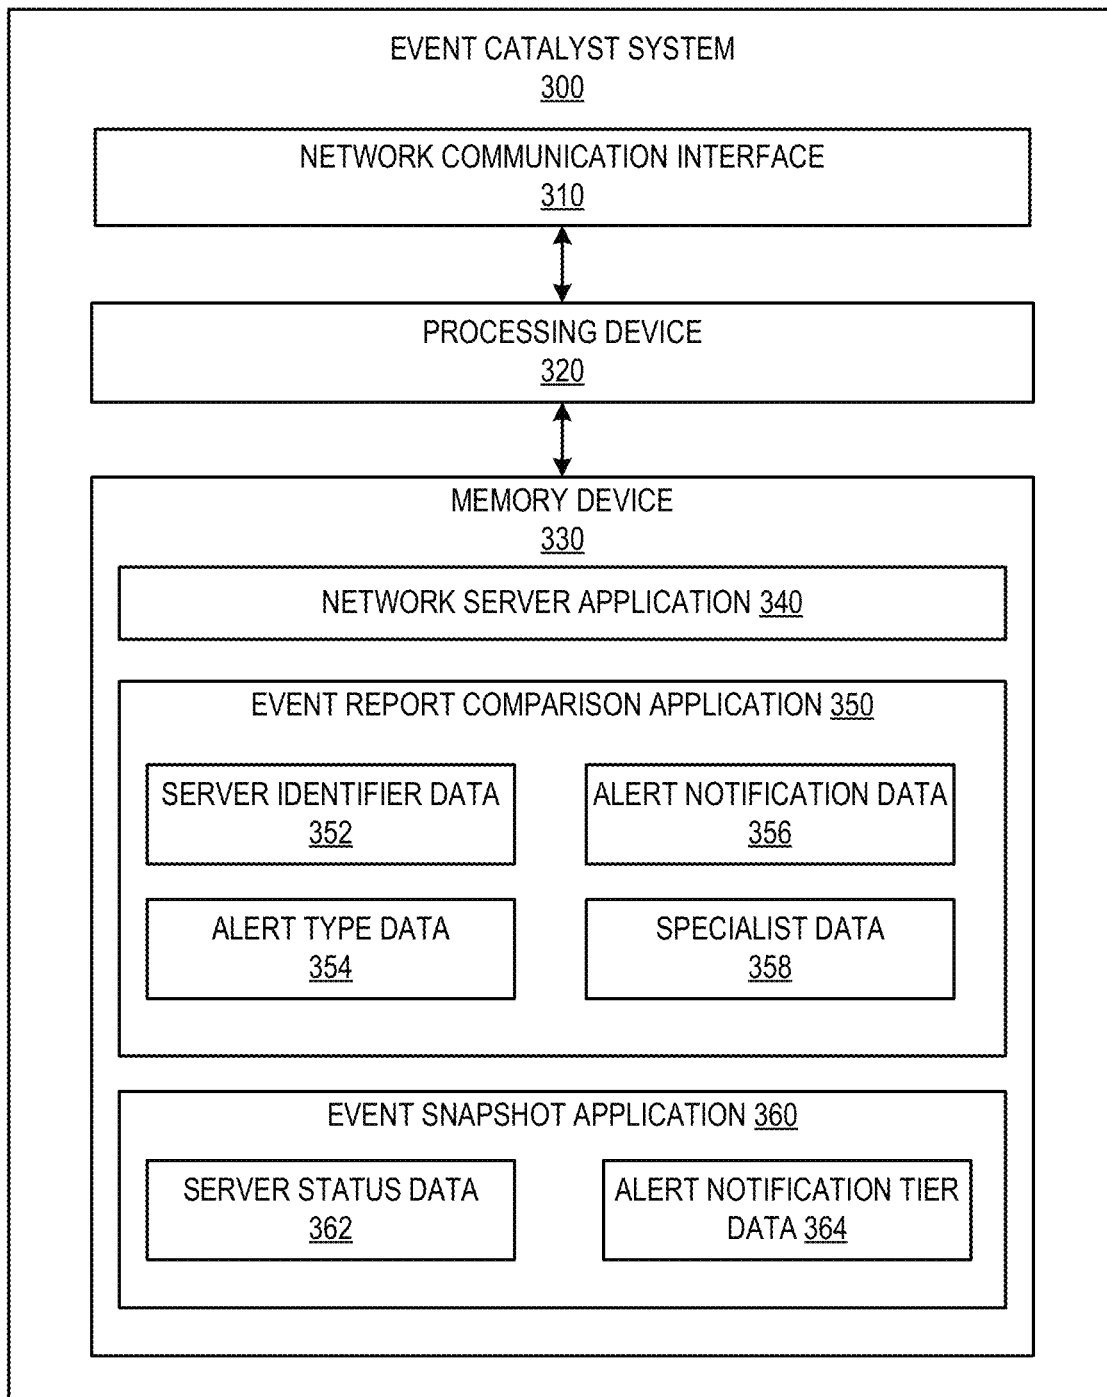 EVENT CATALYST SYSTEM
300
NETWORK COMMUNICATION INTERFACE
310
PROCESSING DEVICE
320
MEMORY DEVICE
330
NETWORK SERVER APPLICATION 340
EVENT REPORT COMPARISON APPLICATION 350
SERVER IDENTIFIER DATA
352
ALERT NOTIFICATION DATA
356
ALERT TYPE DATA
354
SPECIALIST DATA
358
EVENT SNAPSHOT APPLICATION 360
SERVER STATUS DATA
362
ALERT NOTIFICATION TIER
DATA 364